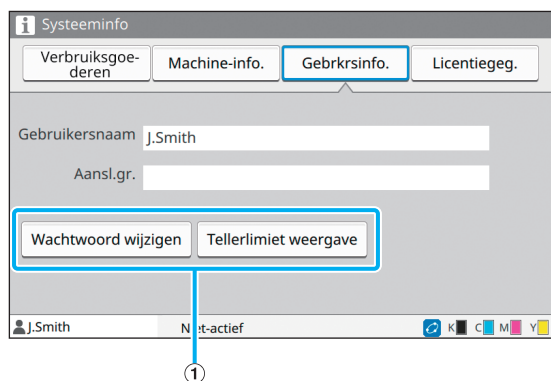 Systeeminfo
Verbruiksgoe-
deren
Machine-info.
Gebrkrsinfo.
Licentiegeg.
Gebruikersnaam J.Smith
Aansl.gr.
Wachtwoord wijzigen
Tellerlimiet weergave
J.Smith
Niet-actief
K C M Y
1